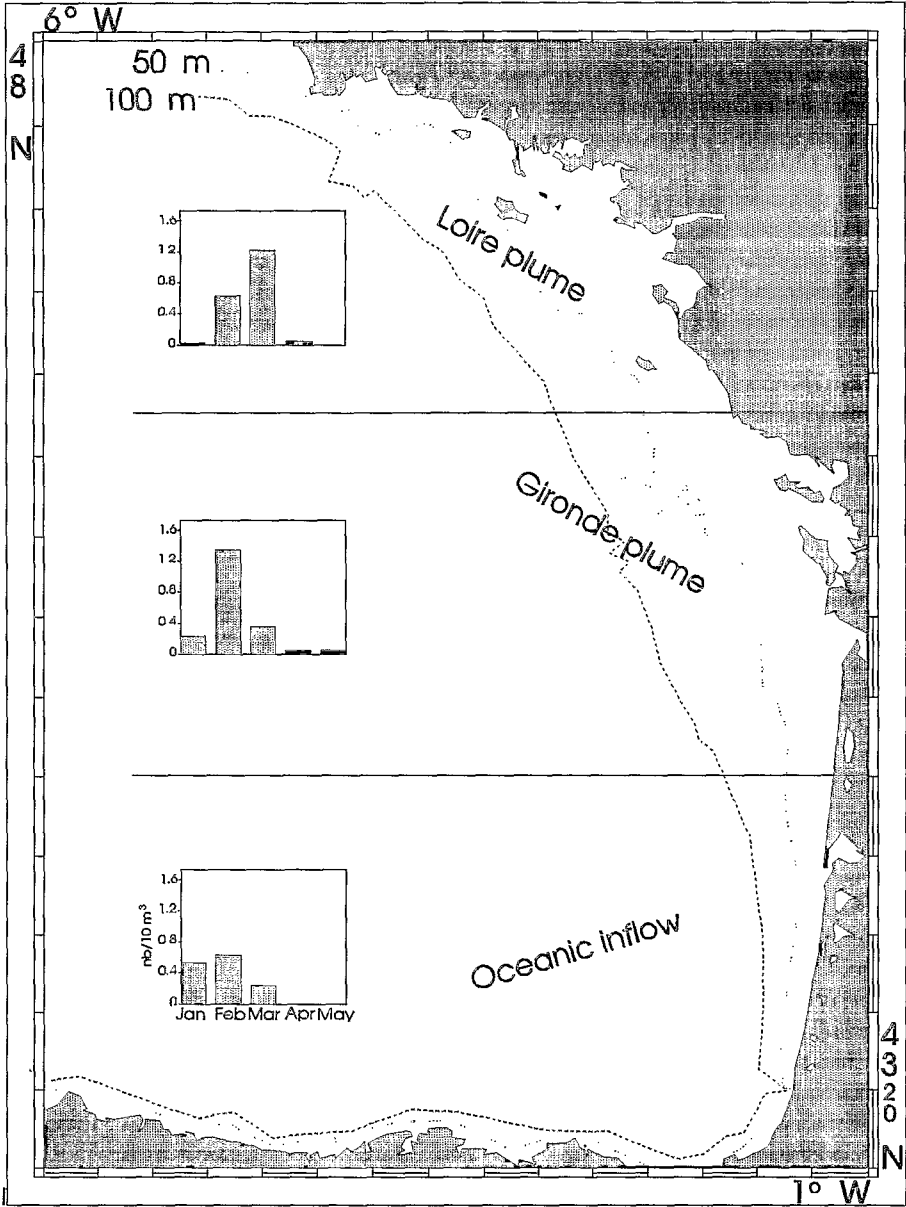 6° W
48 N
50 m
100 m
Loire plume
1.6
1.2
0.8
0.4
0
Gironde plume
1.6
1.2
0.8
0.4
0
Oceanic inflow
1.6
1.2
0.8
0.4
0
nb/10 m³
Jan Feb Mar Apr May
43 20 N
1° W